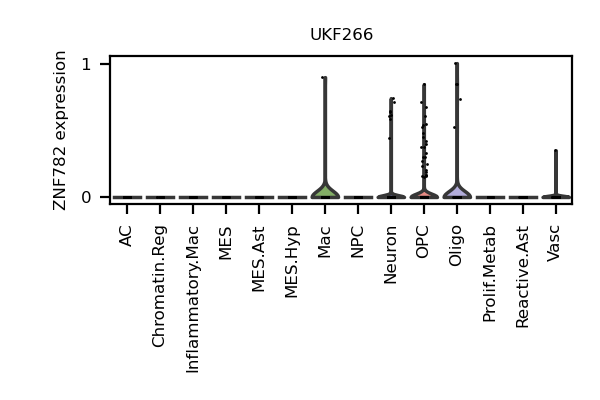 UKF266
ZNF782 expression
1
0
AC
Chromatin.Reg
Inflammatory.Mac
MES
MES.Ast
MES.Hyp
Mac
NPC
Neuron
OPC
Oligo
Prolif.Metab
Reactive.Ast
Vasc